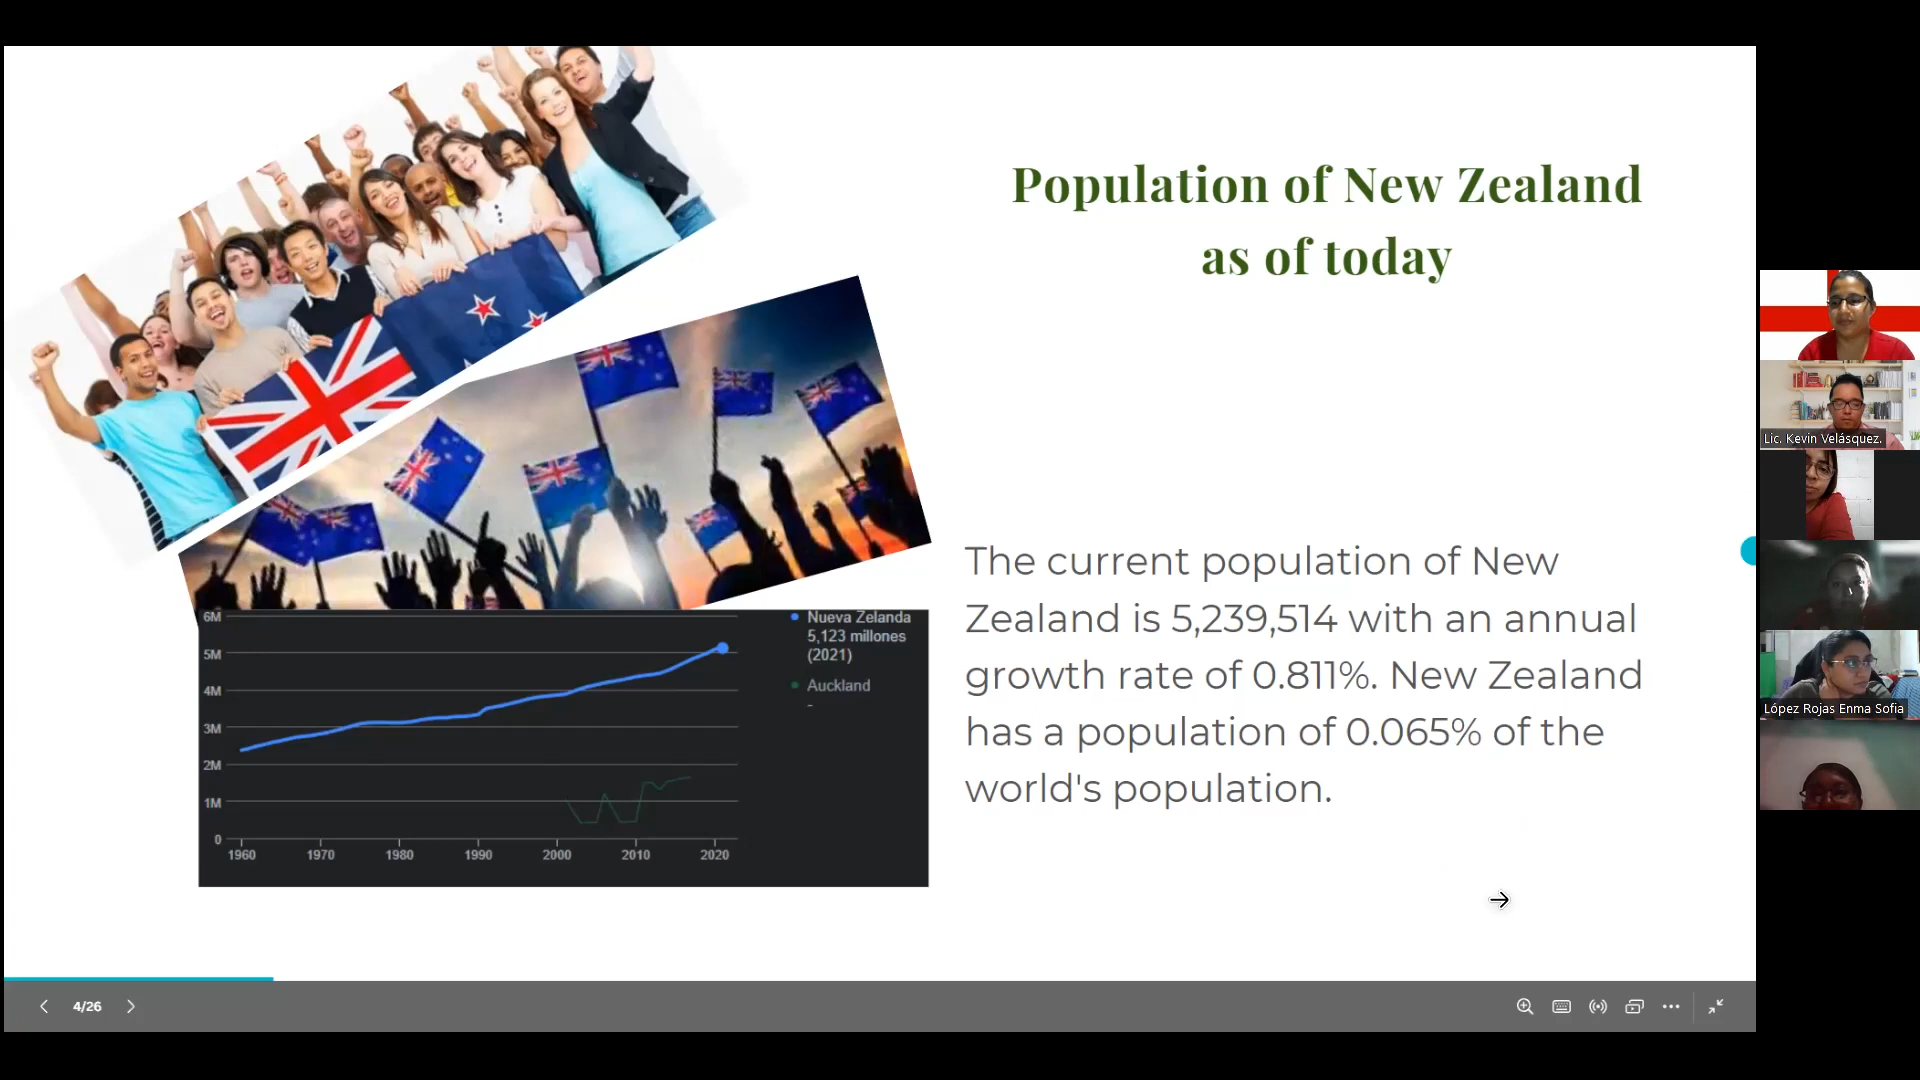 Population of New Zealand
as of today
The current population of New
Zealand is 5,239,514 with an annual
growth rate of 0.811%. New Zealand
has a population of 0.065% of the
world's population.
6M
5M
4M
3M
2M
1M
0
1960 1970 1980 1990 2000 2010 2020
Nueva Zelanda
5,123 millones
(2021)
Auckland
-
4/26
Lic. Kevin Velásquez.
López Rojas Enma Sofia